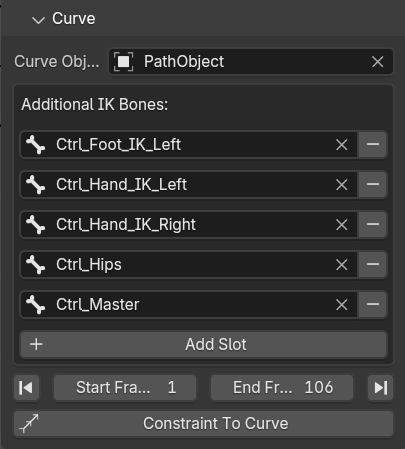 Curve
Curve Obj... PathObject
Additional IK Bones:
Ctrl_Foot_IK_Left
Ctrl_Hand_IK_Left
Ctrl_Hand_IK_Right
Ctrl_Hips
Ctrl_Master
Add Slot
Start Fra... 1 End Fr... 106
Constraint To Curve